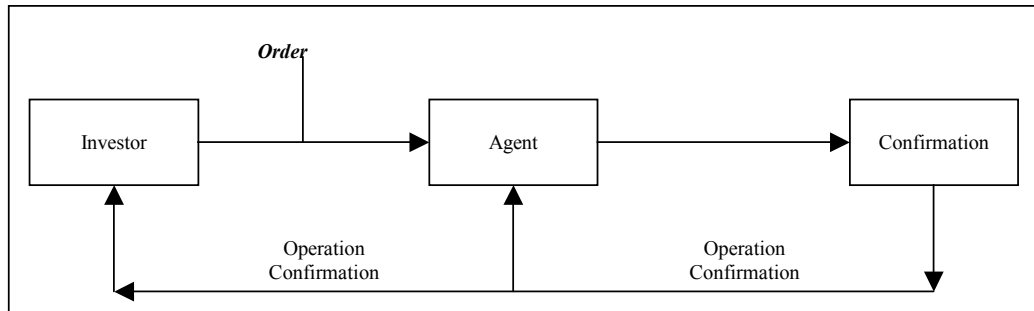 Order
Investor
Agent
Confirmation
Operation
Confirmation
Operation
Confirmation